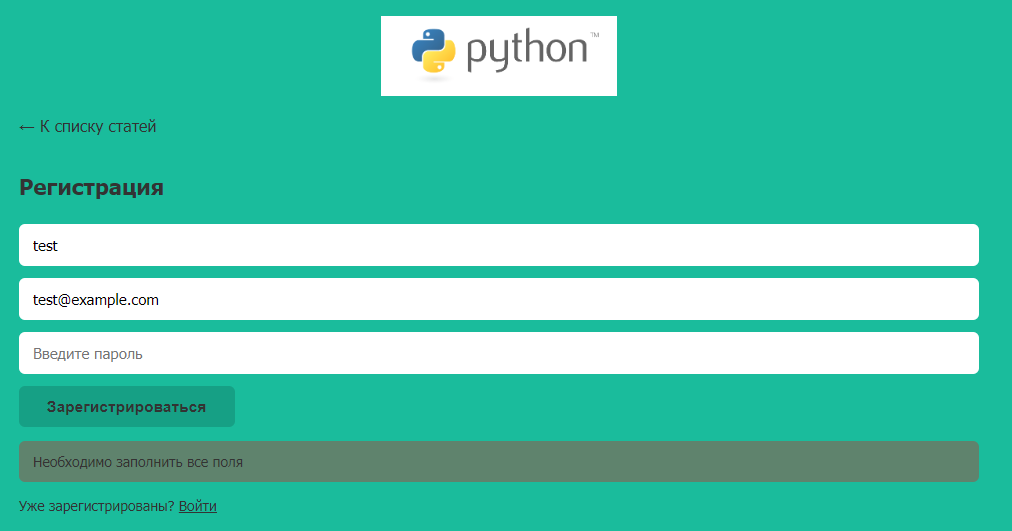 python™
← К списку статей
Регистрация
test
test@example.com
Введите пароль
Зарегистрироваться
Необходимо заполнить все поля
Уже зарегистрированы? Войти